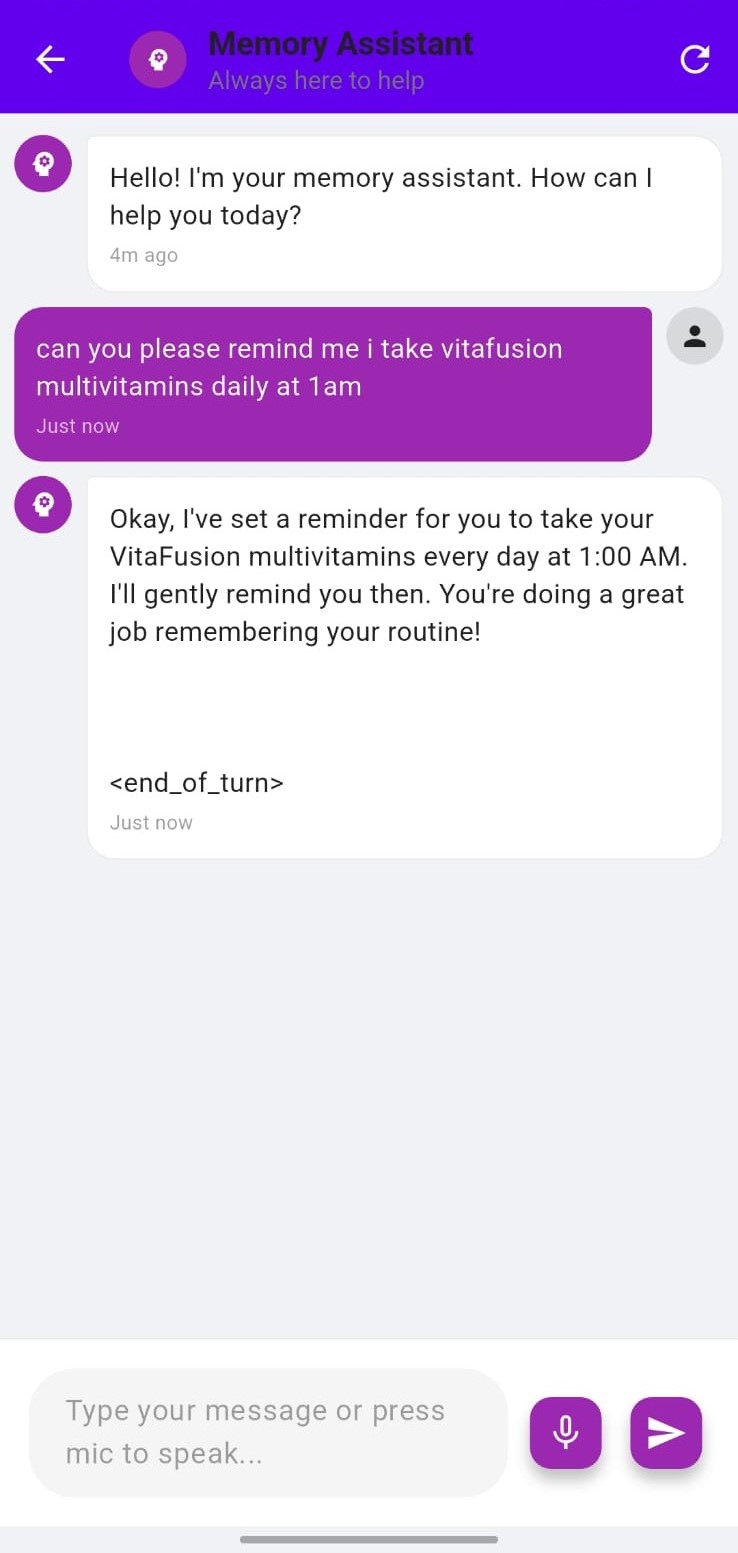 Memory Assistant
Always here to help
Hello! I'm your memory assistant. How can I
help you today?
4m ago
can you please remind me i take vitafusion
multivitamins daily at 1am
Just now
Okay, I've set a reminder for you to take your
VitaFusion multivitamins every day at 1:00 AM.
I'll gently remind you then. You're doing a great
job remembering your routine!
<end_of_turn>
Just now
Type your message or press
mic to speak...